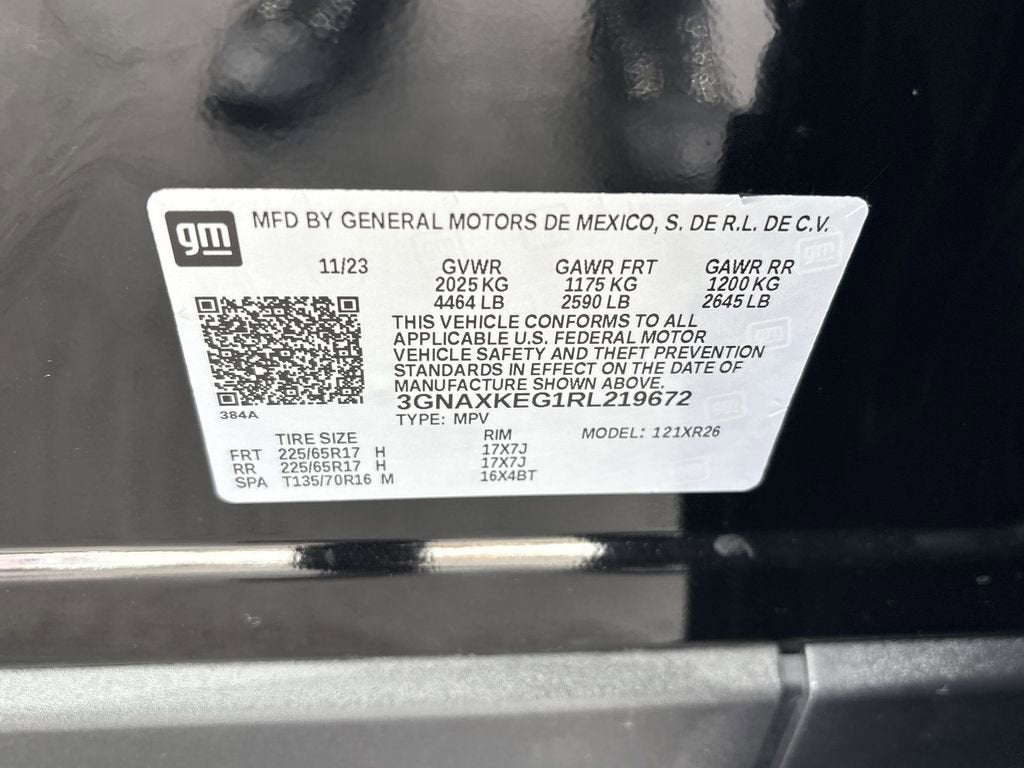 gm
MFD BY GENERAL MOTORS DE MEXICO, S. DE R.L. DE C.V.
11/23 GVWR GAWR FRT GAWR RR
2025 KG 1175 KG 1200 KG
4464 LB 2590 LB 2645 LB
THIS VEHICLE CONFORMS TO ALL
APPLICABLE U.S. FEDERAL MOTOR
VEHICLE SAFETY AND THEFT PREVENTION
STANDARDS IN EFFECT ON THE DATE OF
MANUFACTURE SHOWN ABOVE.
3GNAXKEG1RL219672
384A
TYPE: MPV
TIRE SIZE RIM MODEL: 121XR26
FRT 225/65R17 H 17X7J
RR 225/65R17 H 17X7J
SPA T135/70R16 M 16X4BT